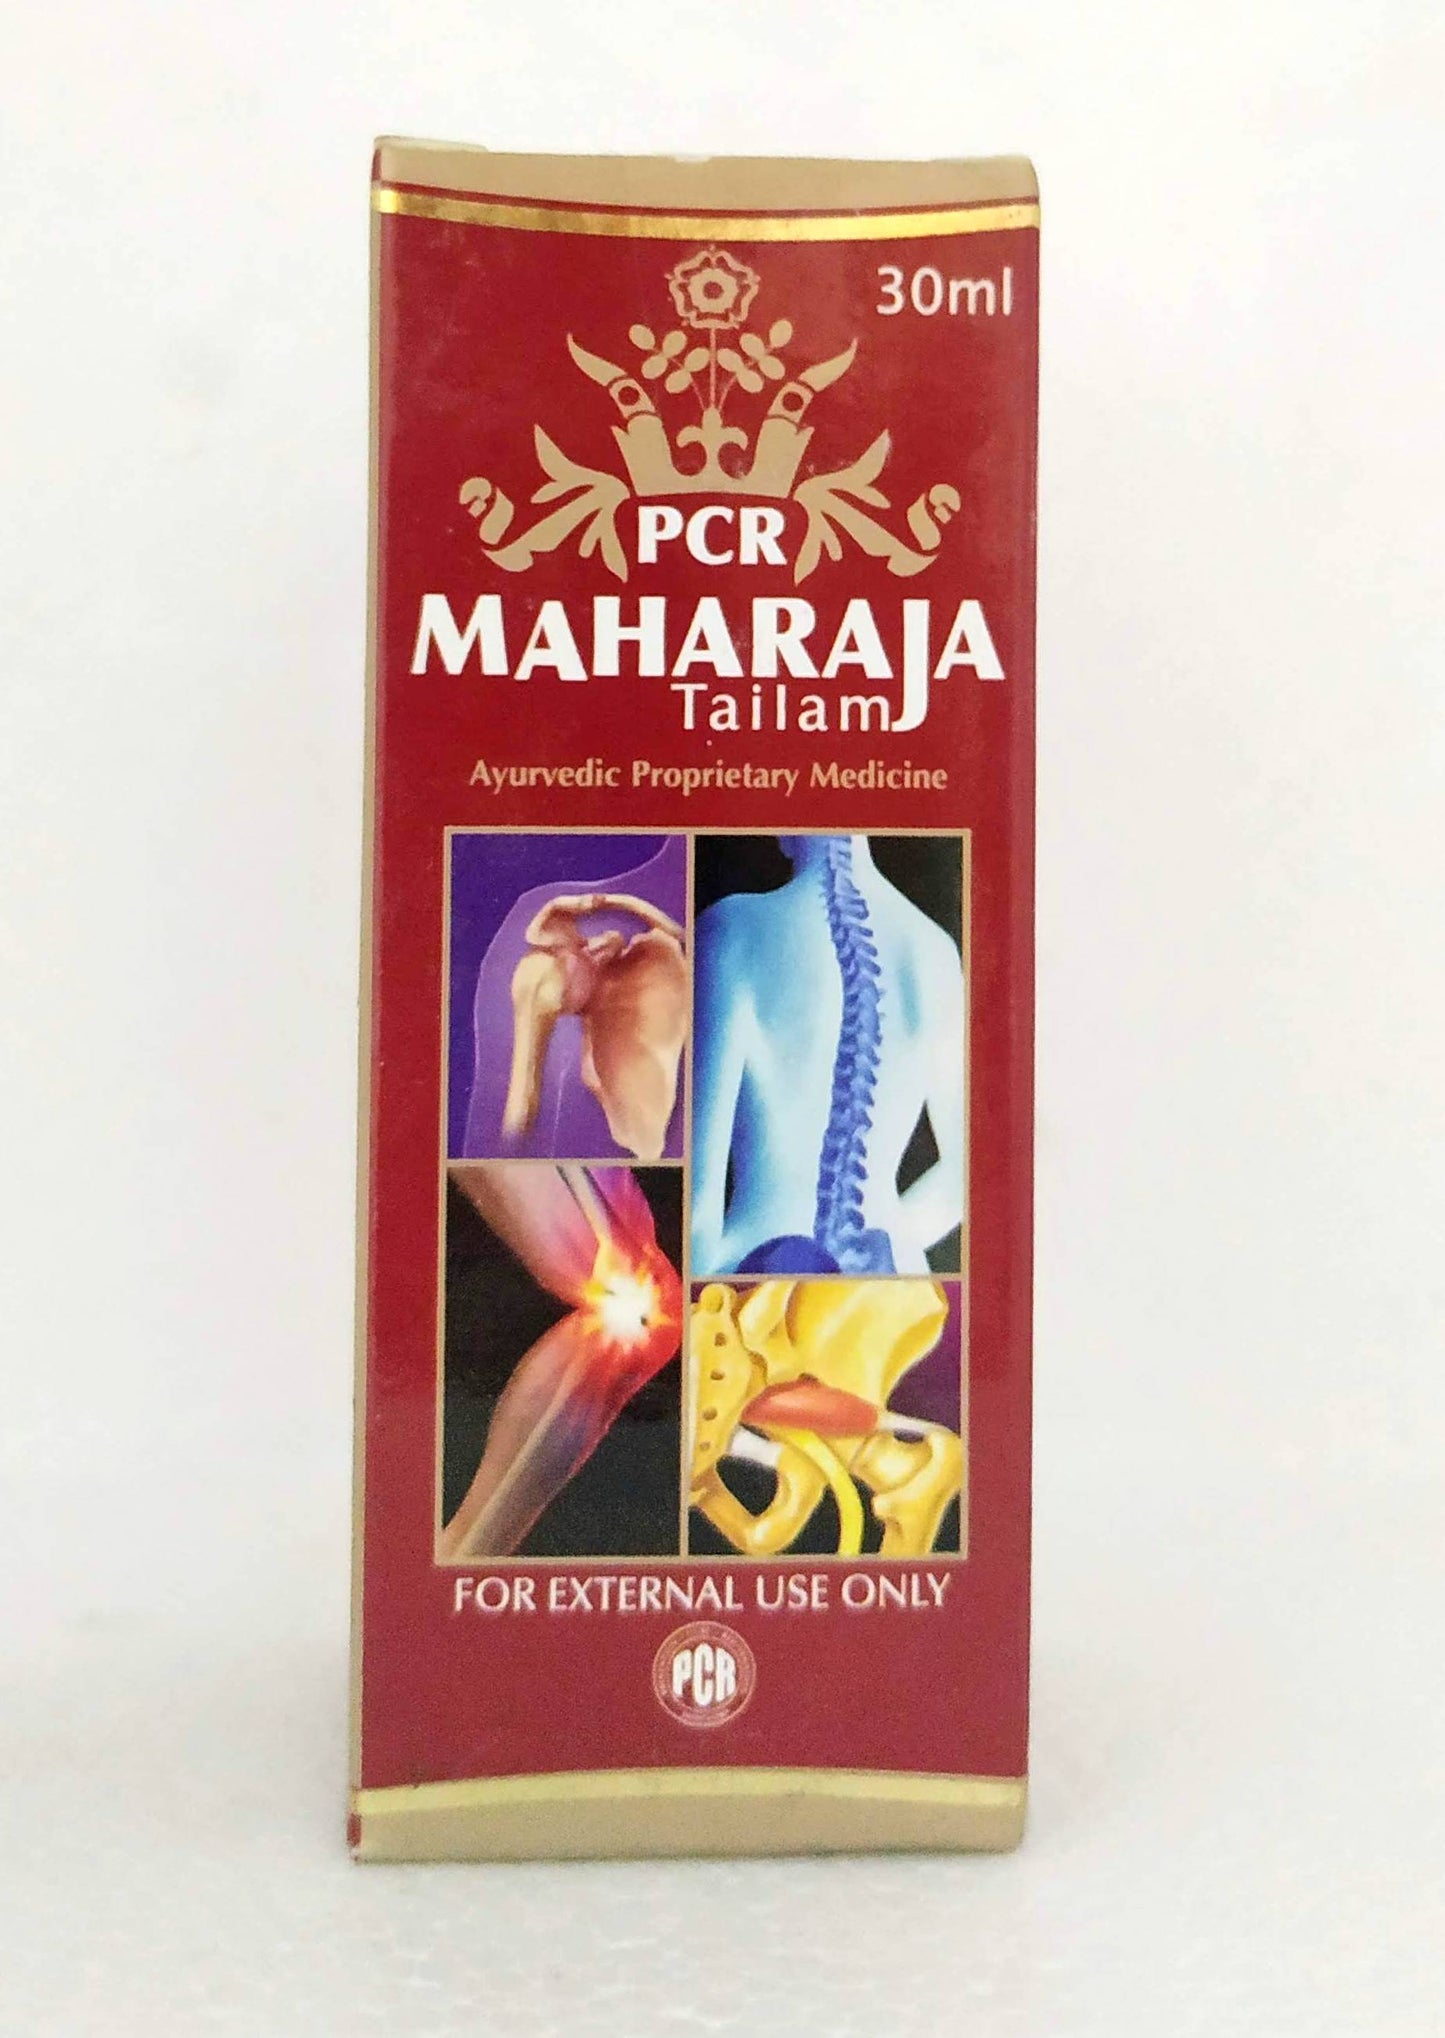 30ml
PCR
MAHARAJA
Tailam
Ayurvedic Proprietary Medicine
FOR EXTERNAL USE ONLY
PCR